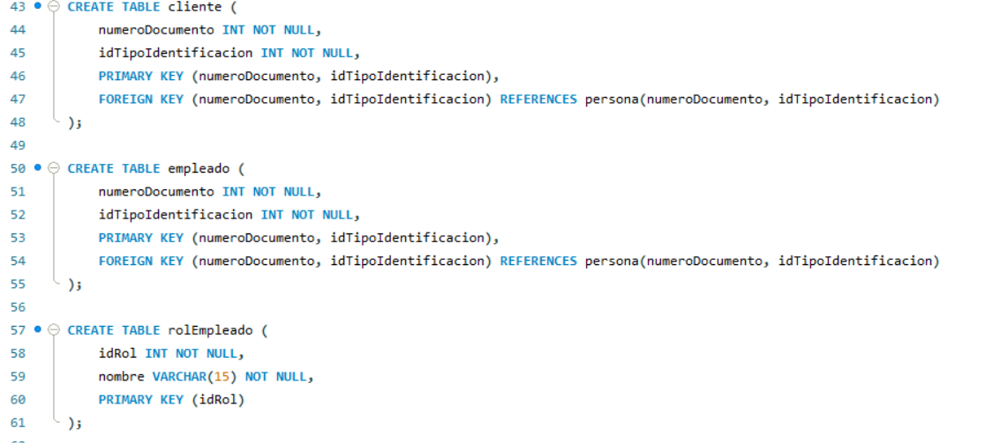 43 CREATE TABLE cliente (
44 numeroDocumento INT NOT NULL,
45 idTipoIdentificacion INT NOT NULL,
46 PRIMARY KEY (numeroDocumento, idTipoIdentificacion),
47 FOREIGN KEY (numeroDocumento, idTipoIdentificacion) REFERENCES persona(numeroDocumento, idTipoIdentificacion)
48 );
49
50 CREATE TABLE empleado (
51 numeroDocumento INT NOT NULL,
52 idTipoIdentificacion INT NOT NULL,
53 PRIMARY KEY (numeroDocumento, idTipoIdentificacion),
54 FOREIGN KEY (numeroDocumento, idTipoIdentificacion) REFERENCES persona(numeroDocumento, idTipoIdentificacion)
55 );
56
57 CREATE TABLE rolEmpleado (
58 idRol INT NOT NULL,
59 nombre VARCHAR(15) NOT NULL,
60 PRIMARY KEY (idRol)
61 );